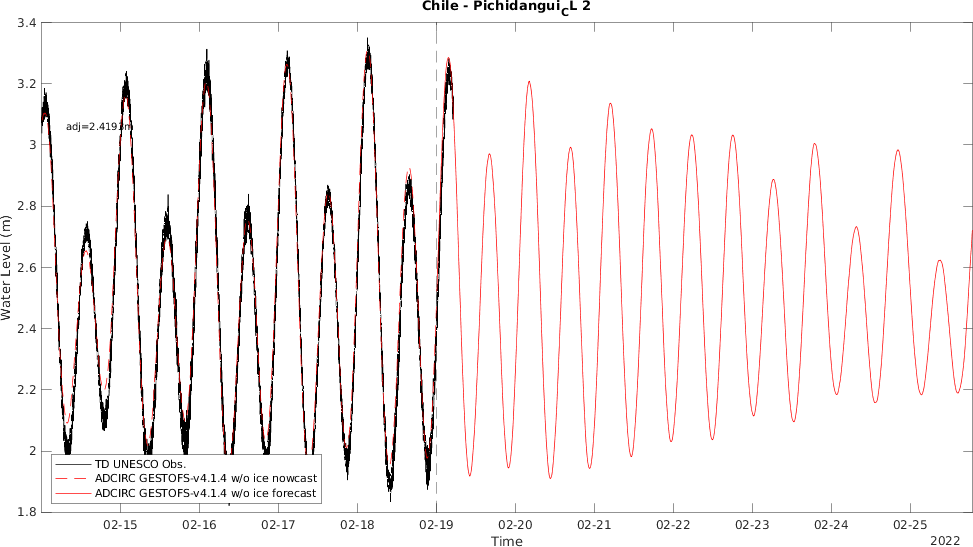 Chile - PichidanguiCL 2
3.4
3.2
3
2.8
2.6
2.4
2.2
2
1.8
Water Level (m)
adj=2.4193m
TD UNESCO Obs.
ADCIRC GESTOFS-v4.1.4 w/o ice nowcast
ADCIRC GESTOFS-v4.1.4 w/o ice forecast
02-15 02-16 02-17 02-18 02-19 02-20 02-21 02-22 02-23 02-24 02-25
Time
2022